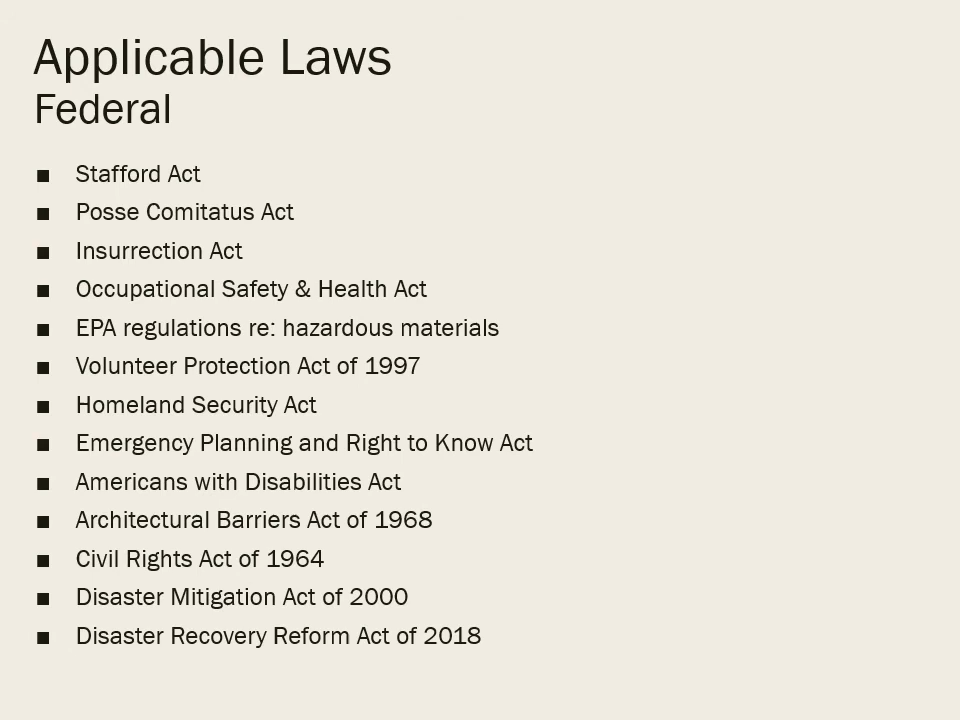 Applicable Laws
Federal
■ Stafford Act
■ Posse Comitatus Act
■ Insurrection Act
■ Occupational Safety & Health Act
■ EPA regulations re: hazardous materials
■ Volunteer Protection Act of 1997
■ Homeland Security Act
■ Emergency Planning and Right to Know Act
■ Americans with Disabilities Act
■ Architectural Barriers Act of 1968
■ Civil Rights Act of 1964
■ Disaster Mitigation Act of 2000
■ Disaster Recovery Reform Act of 2018